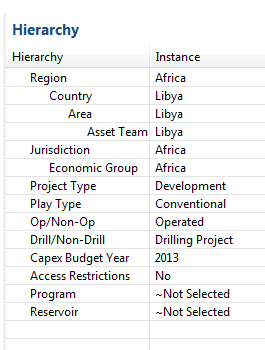 Hierarchy
Hierarchy Instance
Region Africa
Country Libya
Area Libya
Asset Team Libya
Jurisdiction Africa
Economic Group Africa
Project Type Development
Play Type Conventional
Op/Non-Op Operated
Drill/Non-Drill Drilling Project
Capex Budget Year 2013
Access Restrictions No
Program ~Not Selected
Reservoir ~Not Selected